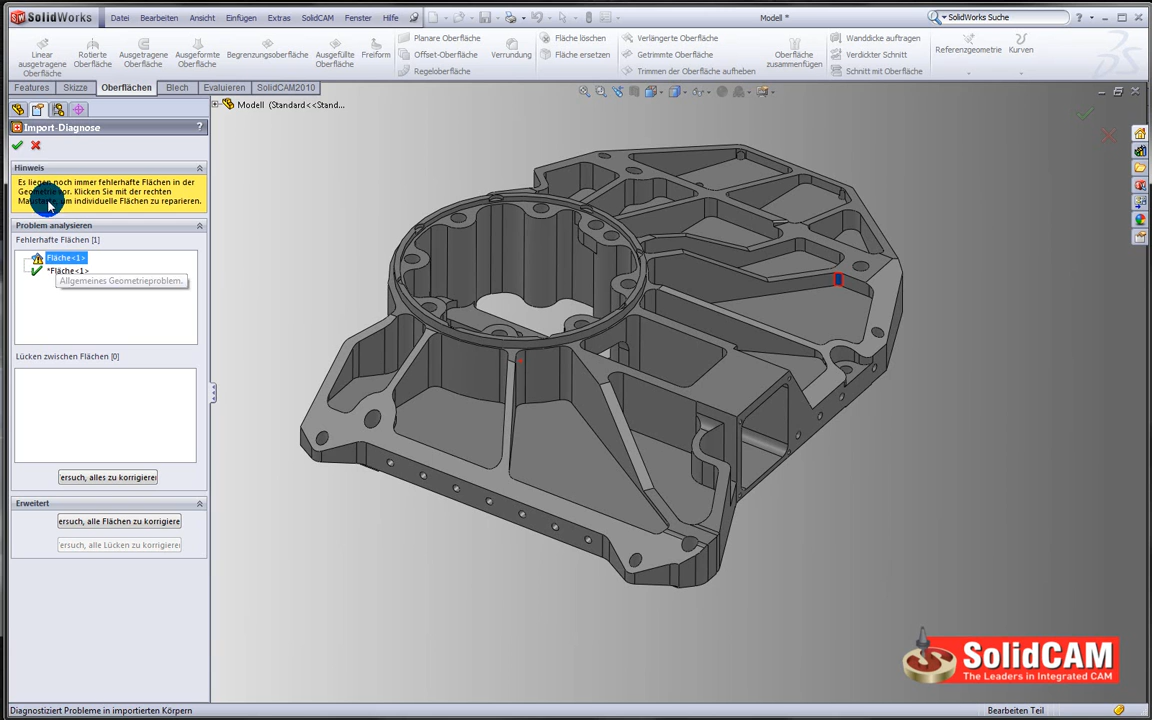 SolidWorks
Datei Bearbeiten Ansicht Einfügen Extras SolidCAM Fenster Hilfe
Modell *
SolidWorks Suche
Linear ausgetragene Oberfläche
Rotierte Oberfläche
Ausgetragene Oberfläche
Ausgeformte Oberfläche
Begrenzungsoberfläche
Ausgefüllte Oberfläche
Freiform
Planare Oberfläche
Offset-Oberfläche
Regeloberfläche
Verrundung
Fläche löschen
Fläche ersetzen
Verlängerte Oberfläche
Getrimmte Oberfläche
Trimmen der Oberfläche aufheben
Oberfläche zusammenfügen
Wanddicke auftragen
Verdickter Schnitt
Schnitt mit Oberfläche
Referenzgeometrie
Kurven
Features Skizze Oberflächen Blech Evaluieren SolidCAM2010
Modell (Standard<<Stand...
Import-Diagnose ?
Hinweis
Es liegen noch immer fehlerhafte Flächen in der
vor. Klicken Sie mit der rechten
um individuelle Flächen zu reparieren.
Problem analysieren
Fehlerhafte Flächen [1]
Fläche<1>
*Fläche<1>
Allgemeines Geometrieproblem.
Lücken zwischen Flächen [0]
ersuch, alles zu korrigierei
Erweitert
ersuch, alle Flächen zu korrigiere
ersuch, alle Lücken zu korrigierei
SolidCAM
The Leaders in Integrated CAM
Diagnostiziert Probleme in importierten Körpern
Bearbeiten Teil